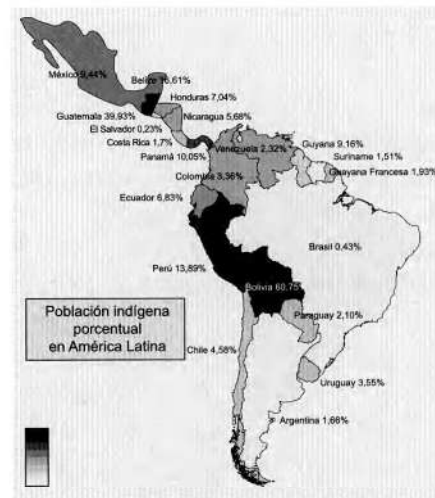 México 9,44%
Belice 16,61%
Honduras 7,04%
Guatemala 39,93%
Nicaragua 5,68%
El Salvador 0,23%
Costa Rica 1,7%
Panamá 10,05%
Venezuela 2,32%
Guyana 9,16%
Suriname 1,51%
Guayana Francesa 1,93%
Colombia 3,36%
Ecuador 6,83%
Brasil 0,43%
Perú 13,89%
Bolivia 60,75%
Población indígena
porcentual
en América Latina
Paraguay 2,10%
Chile 4,58%
Uruguay 3,55%
Argentina 1,66%